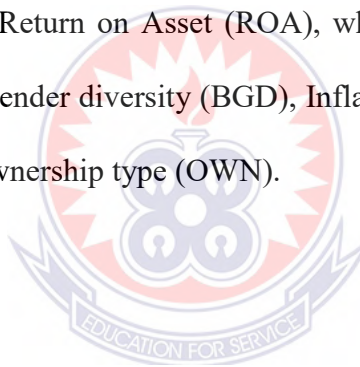 Return on Asset (ROA), wh
ender diversity (BGD), Infla
wnership type (OWN).
EDUCATION FOR SERVICE